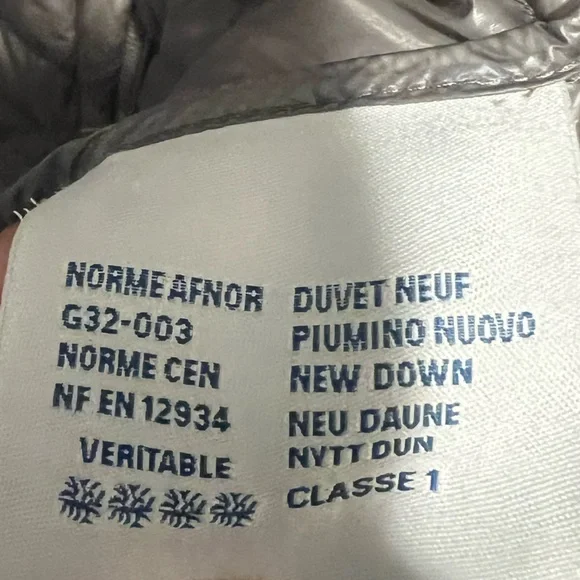 NORME AFNOR
G32-003
NORME CEN
NF EN 12934
VERITABLE
DUVET NEUF
PIUMINO NUOVO
NEW DOWN
NEU DAUNE
NYTT DUN
CLASSE 1